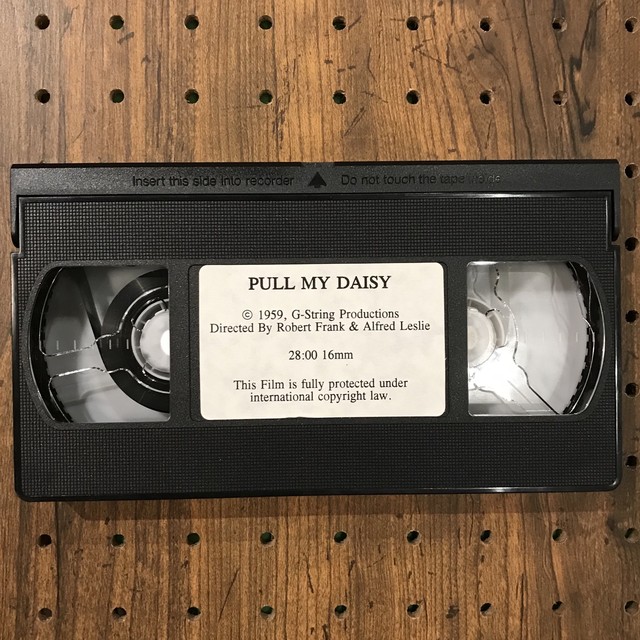 Insert this side into recorder ▲ Do not touch the tape inside
PULL MY DAISY
© 1959, G-String Productions
Directed By Robert Frank & Alfred Leslie
28:00 16mm
This Film is fully protected under
international copyright law.